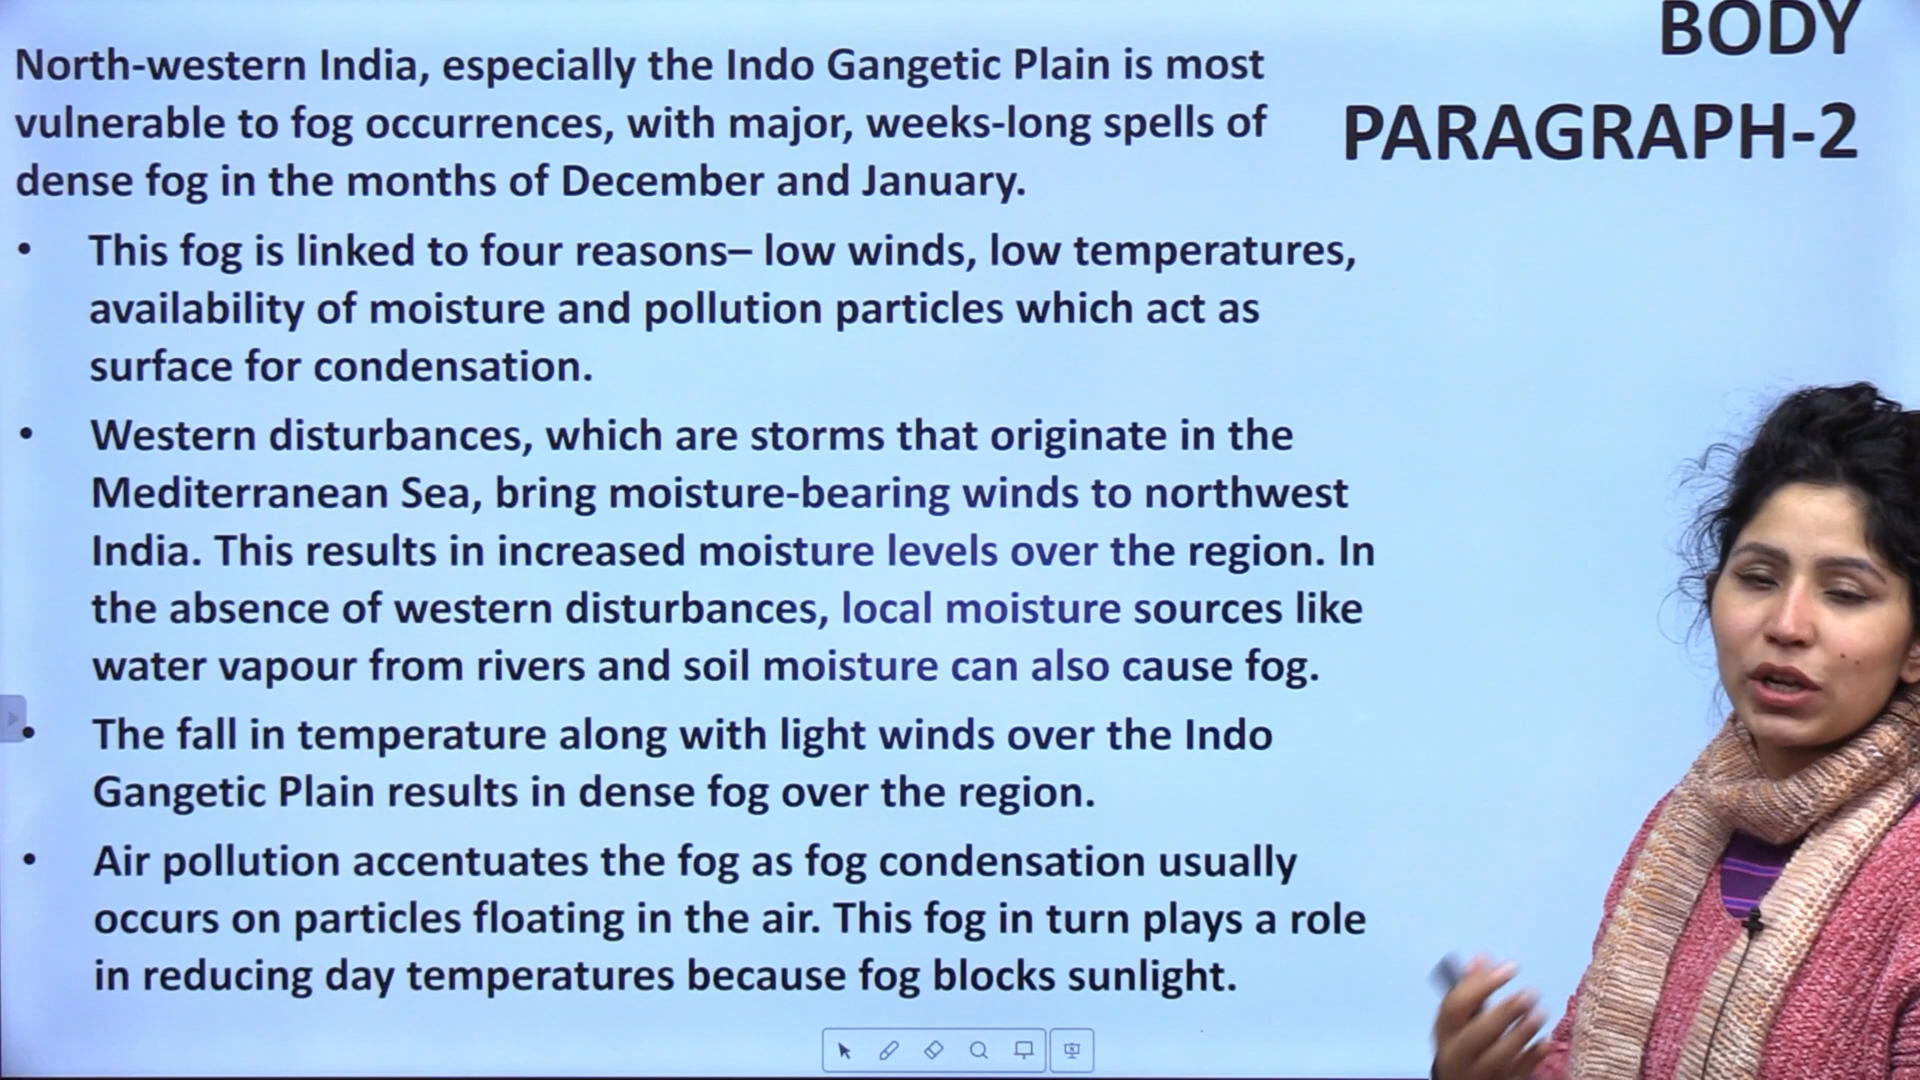 BODY
PARAGRAPH-2
North-western India, especially the Indo Gangetic Plain is most
vulnerable to fog occurrences, with major, weeks-long spells of
dense fog in the months of December and January.
• This fog is linked to four reasons– low winds, low temperatures,
availability of moisture and pollution particles which act as
surface for condensation.
• Western disturbances, which are storms that originate in the
Mediterranean Sea, bring moisture-bearing winds to northwest
India. This results in increased moisture levels over the region. In
the absence of western disturbances, local moisture sources like
water vapour from rivers and soil moisture can also cause fog.
• The fall in temperature along with light winds over the Indo
Gangetic Plain results in dense fog over the region.
• Air pollution accentuates the fog as fog condensation usually
occurs on particles floating in the air. This fog in turn plays a role
in reducing day temperatures because fog blocks sunlight.